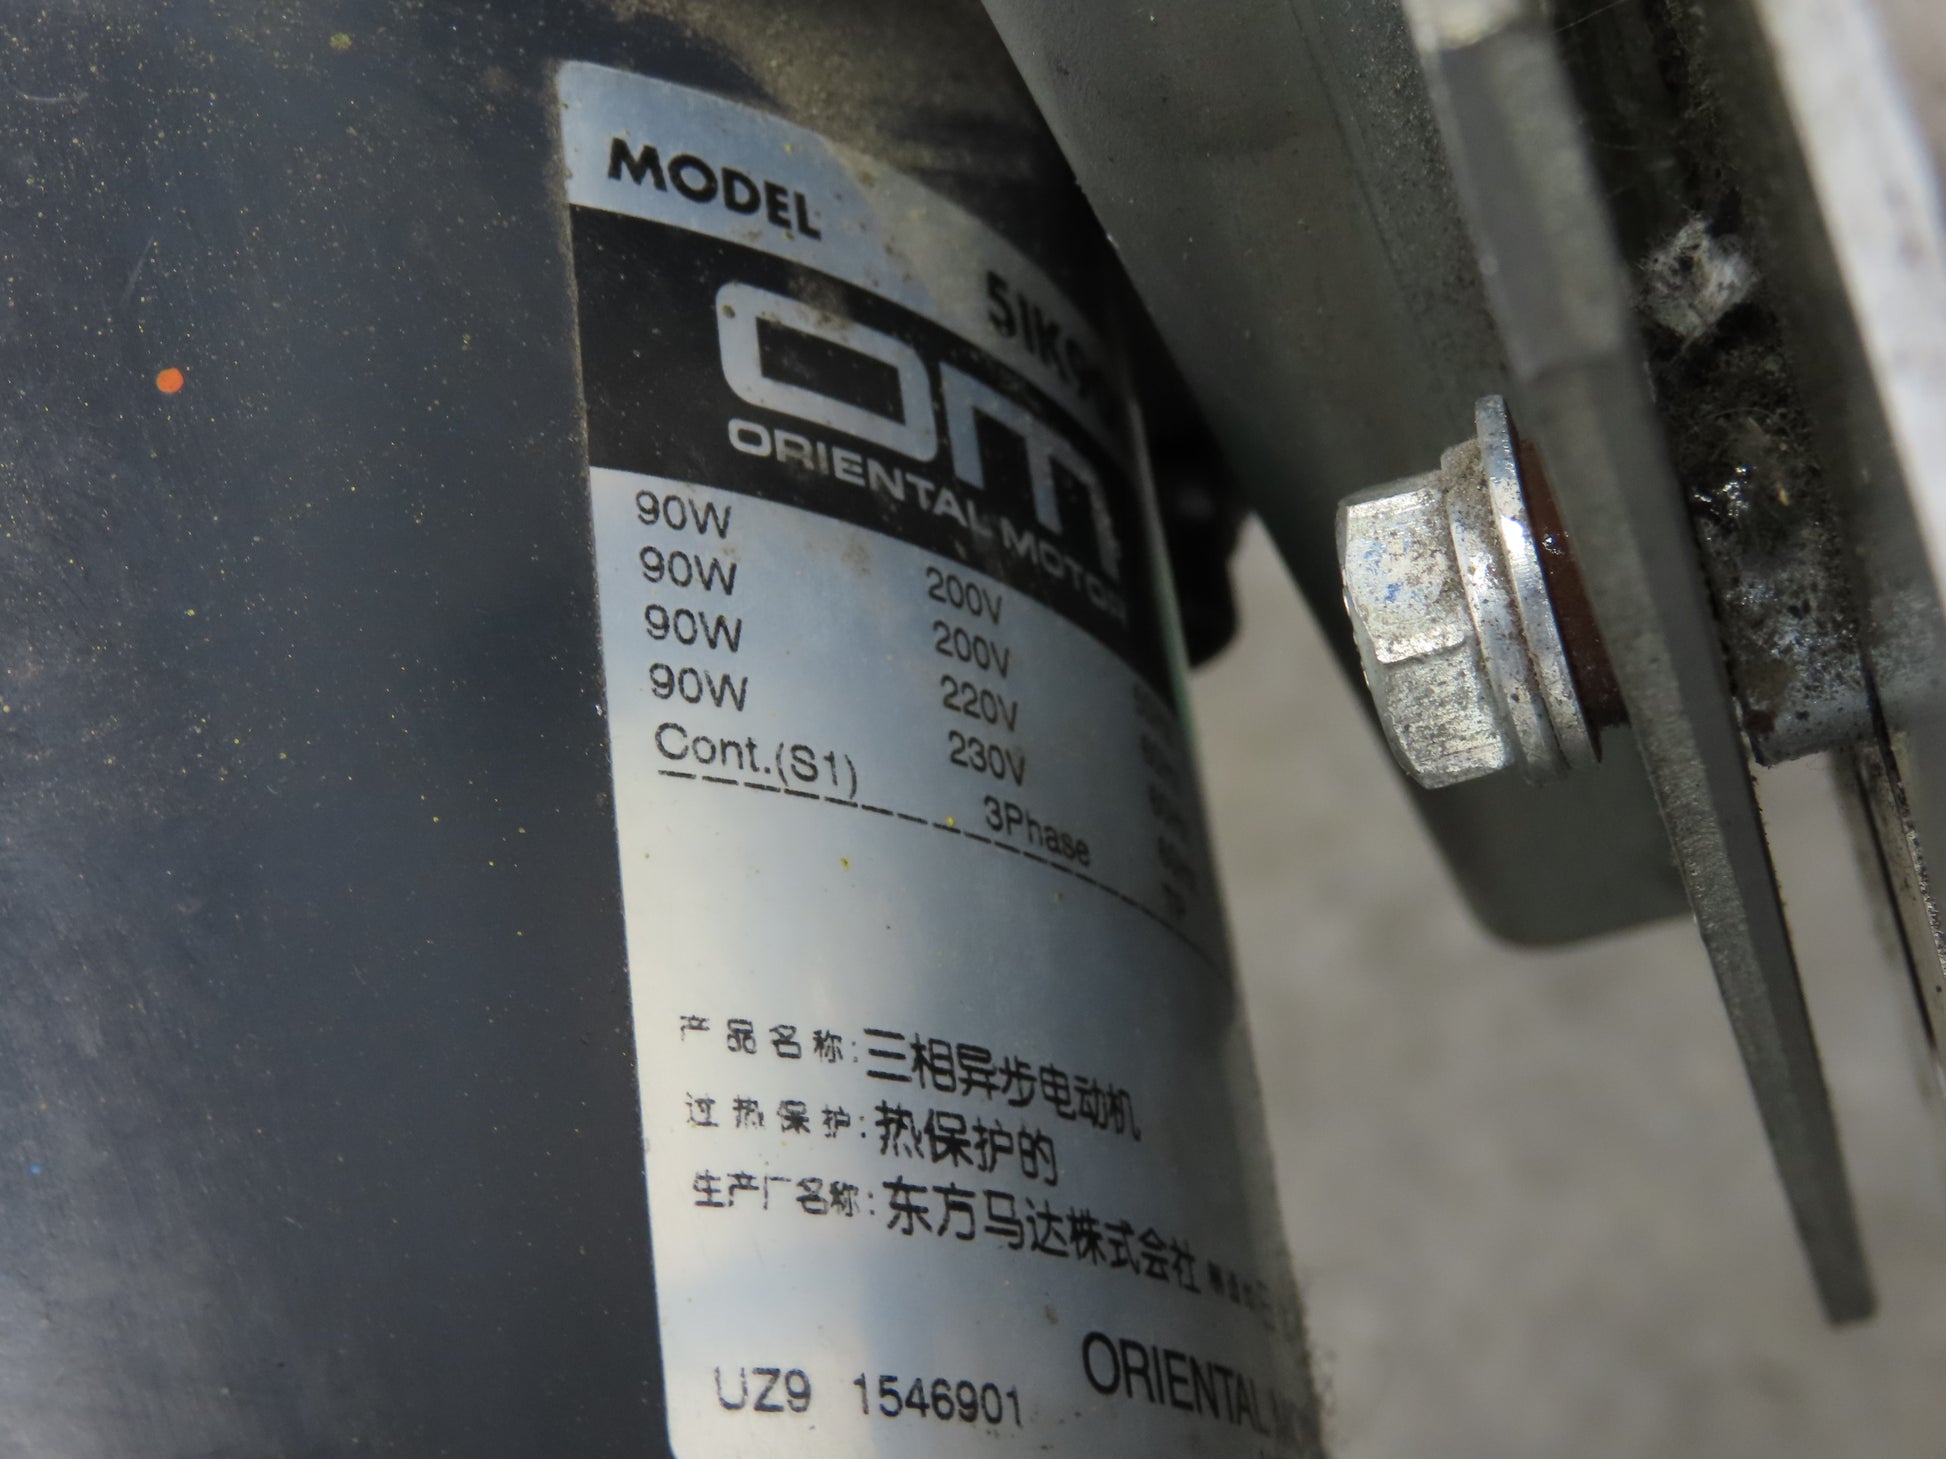 MODEL
51K9
om
ORIENTAL MOTOR
90W 200V
90W 200V
90W 220V
90W 230V
Cont.(S1) 3Phase
产品名称:三相异步电动机
过热保护:热保护的
生产厂名称:东方马达株式会社
ORIENTAL
UZ9 1546901